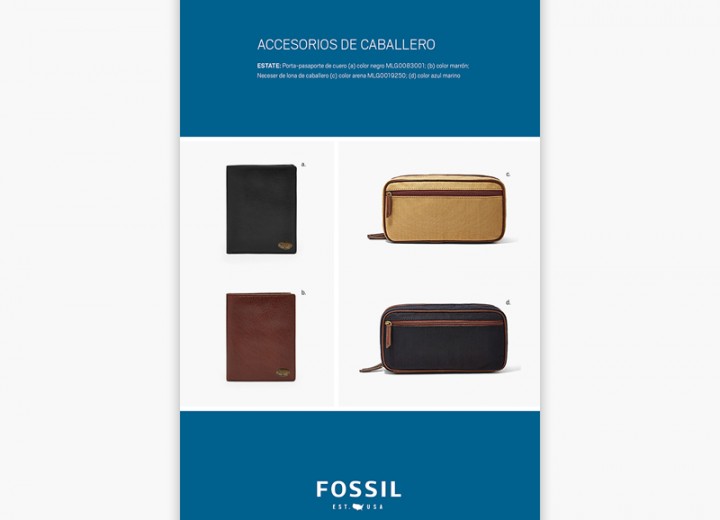 ACCESORIOS DE CABALLERO
ESTATE: Porta-pasaporte de cuero (a) color negro MLG0083001; (b) color marrón;
Neceser de lona de caballero (c) color arena MLG0019250; (d) color azul marino
a.
c.
b.
d.
FOSSIL
EST. USA